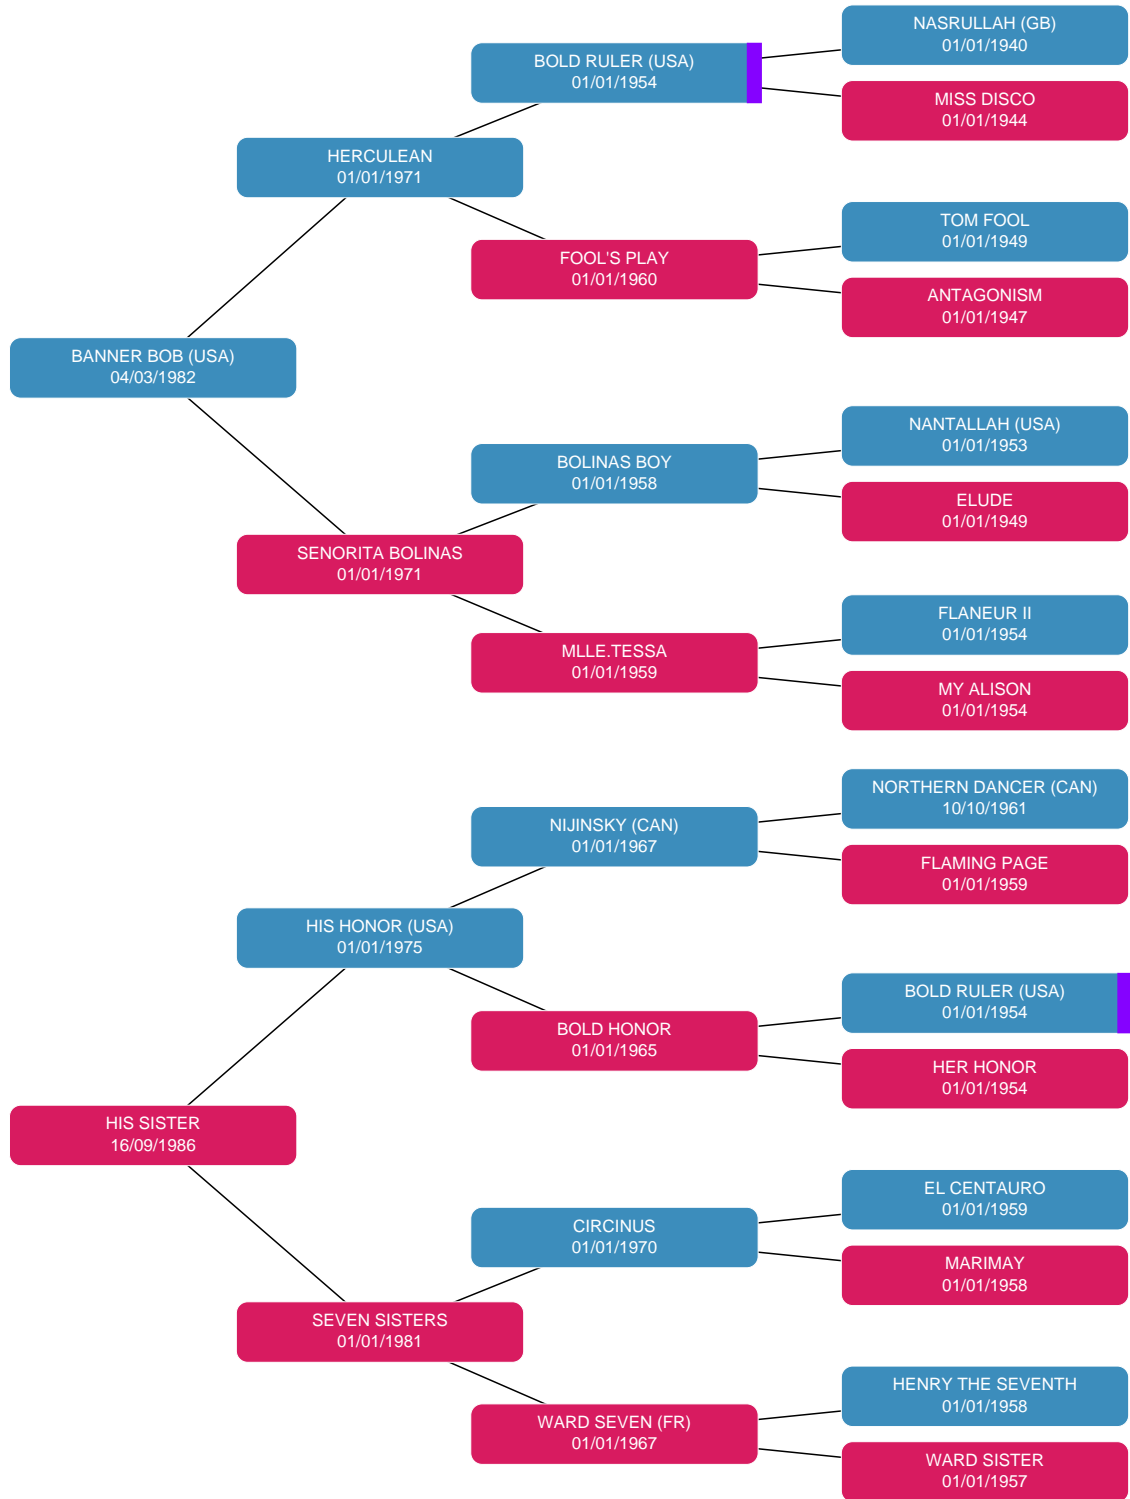 NASRULLAH (GB)
01/01/1940
BOLD RULER (USA)
01/01/1954
MISS DISCO
01/01/1944
HERCULEAN
01/01/1971
TOM FOOL
01/01/1949
FOOL'S PLAY
01/01/1960
ANTAGONISM
01/01/1947
BANNER BOB (USA)
04/03/1982
NANTALLAH (USA)
01/01/1953
BOLINAS BOY
01/01/1958
ELUDE
01/01/1949
SENORITA BOLINAS
01/01/1971
FLANEUR II
01/01/1954
MLLE.TESSA
01/01/1959
MY ALISON
01/01/1954
NORTHERN DANCER (CAN)
10/10/1961
NIJINSKY (CAN)
01/01/1967
FLAMING PAGE
01/01/1959
HIS HONOR (USA)
01/01/1975
BOLD RULER (USA)
01/01/1954
BOLD HONOR
01/01/1965
HER HONOR
01/01/1954
HIS SISTER
16/09/1986
EL CENTAURO
01/01/1959
CIRCINUS
01/01/1970
MARIMAY
01/01/1958
SEVEN SISTERS
01/01/1981
HENRY THE SEVENTH
01/01/1958
WARD SEVEN (FR)
01/01/1967
WARD SISTER
01/01/1957